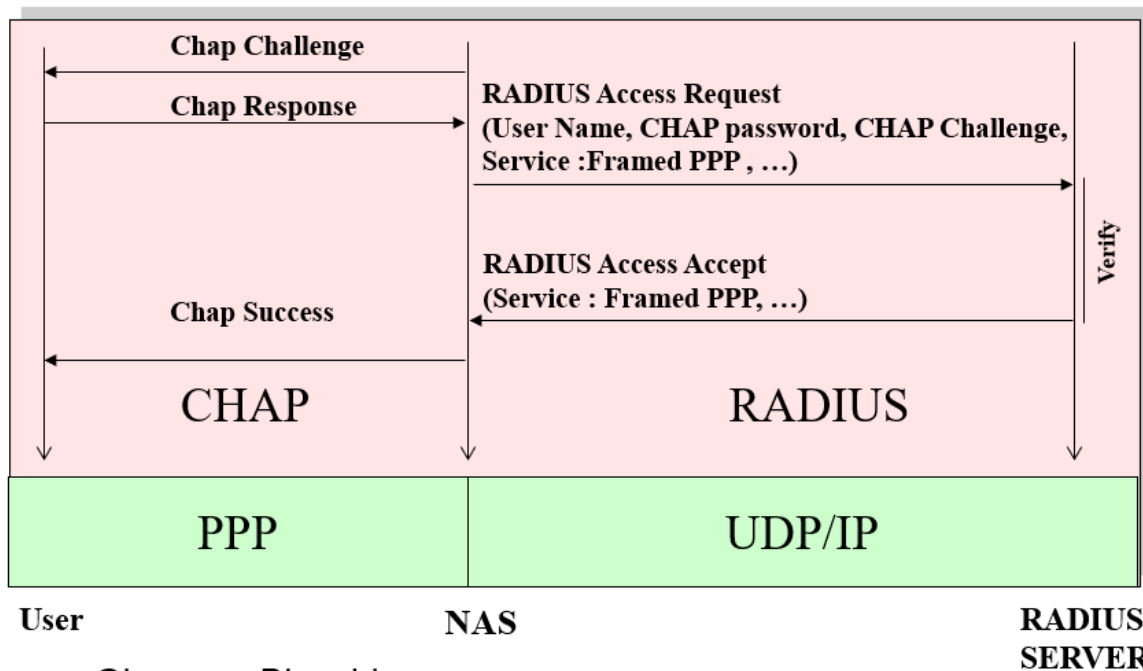 Chap Challenge
Chap Response
RADIUS Access Request
(User Name, CHAP password, CHAP Challenge,
Service :Framed PPP , …)
Verify
RADIUS Access Accept
(Service : Framed PPP, …)
Chap Success
CHAP
RADIUS
PPP
UDP/IP
User
NAS
RADIUS
SERVER